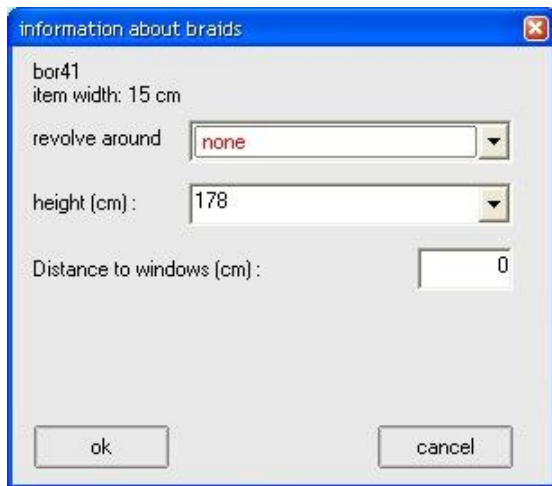 information about braids
bor41
item width: 15 cm
revolve around none
height (cm) : 178
Distance to windows (cm) : 0
ok cancel